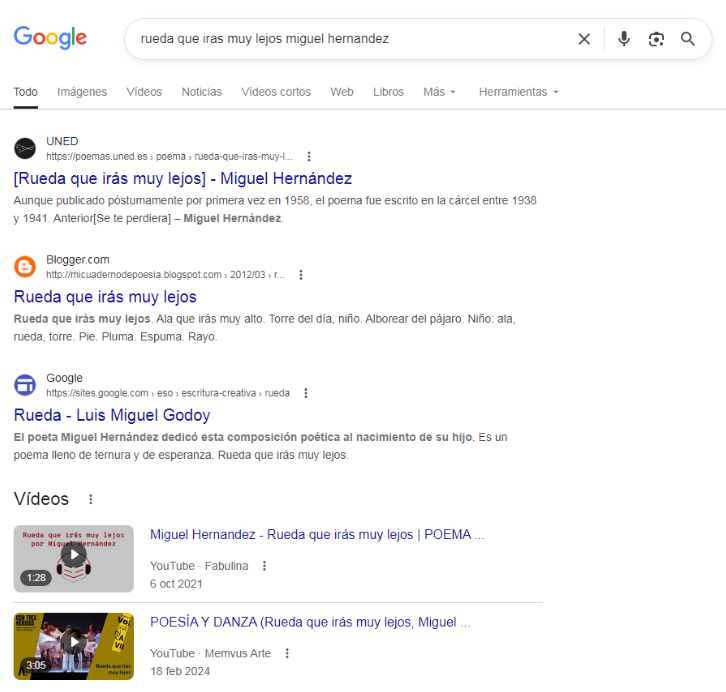 Google
rueda que iras muy lejos miguel hernandez
Todo Imágenes Vídeos Noticias Vídeos cortos Web Libros Más Herramientas
UNED
https://poemas.uned.es › poema › rueda-que-iras-muy-l...
[Rueda que irás muy lejos] - Miguel Hernández
Aunque publicado póstumamente por primera vez en 1958, el poema fue escrito en la cárcel entre 1938
y 1941. Anterior[Se te perdiera] – Miguel Hernández.
Blogger.com
http://micuadernodepoesia.blogspot.com › 2012/03 › r...
Rueda que irás muy lejos
Rueda que irás muy lejos. Ala que irás muy alto. Torre del día, niño. Alborear del pájaro. Niño: ala,
rueda, torre. Pie. Pluma. Espuma. Rayo.
Google
https://sites.google.com › eso › escritura-creativa › rueda
Rueda - Luis Miguel Godoy
El poeta Miguel Hernández dedicó esta composición poética al nacimiento de su hijo. Es un
poema lleno de ternura y de esperanza. Rueda que irás muy lejos.
Vídeos
Rueda que irás muy lejos
por Miguel Hernández
1:28
Miguel Hernandez - Rueda que irás muy lejos | POEMA ...
YouTube · Fabulina
6 oct 2021
CON TRES
HERIDAS
3:05
Rueda que irás
muy lejos
POESÍA Y DANZA (Rueda que irás muy lejos, Miguel ...
YouTube · Memvus Arte
18 feb 2024